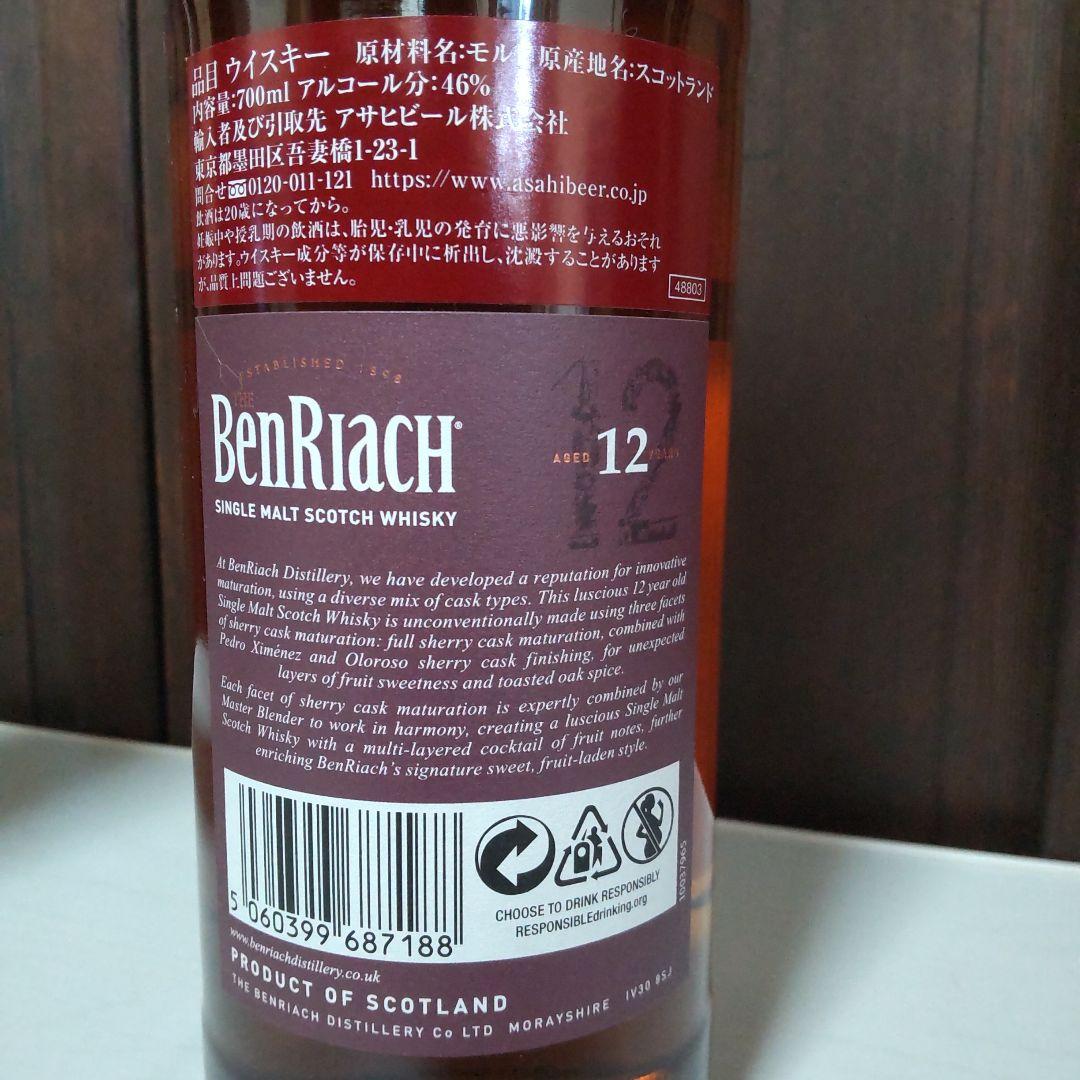 品目 ウイスキー 原材料名:モルト 原産地名:スコットランド
内容量:700ml アルコール分:46%
輸入者及び引取先 アサヒビール株式会社
東京都墨田区吾妻橋1-23-1
問合せ 0120-011-121 https://www.asahibeer.co.jp
飲酒は20歳になってから。
妊娠中や授乳期の飲酒は、胎児・乳児の発育に悪影響を与えるおそれ
があります。ウイスキー成分等が保存中に析出し、沈澱することがあります
が、品質上問題ございません。
48803
ESTABLISHED 1898
THE
BENRIACH®
SINGLE MALT SCOTCH WHISKY
12
AGED 12 YEARS
At BenRiach Distillery, we have developed a reputation for innovative
maturation, using a diverse mix of cask types. This luscious 12 year old
Single Malt Scotch Whisky is unconventionally made using three facets
of sherry cask maturation: full sherry cask maturation, combined with
Pedro Ximénez and Oloroso sherry cask finishing, for unexpected
layers of fruit sweetness and toasted oak spice.
Each facet of sherry cask maturation is expertly combined by our
Master Blender to work in harmony, creating a luscious Single Malt
Scotch Whisky with a multi-layered cocktail of fruit notes, further
enriching BenRiach's signature sweet, fruit-laden style.
5 060399 687188
CHOOSE TO DRINK RESPONSIBLY
RESPONSIBLEdrinking.org
10037965
www.benriachdistillery.co.uk
PRODUCT OF SCOTLAND
THE BENRIACH DISTILLERY Co LTD MORAYSHIRE IV30 8SJ